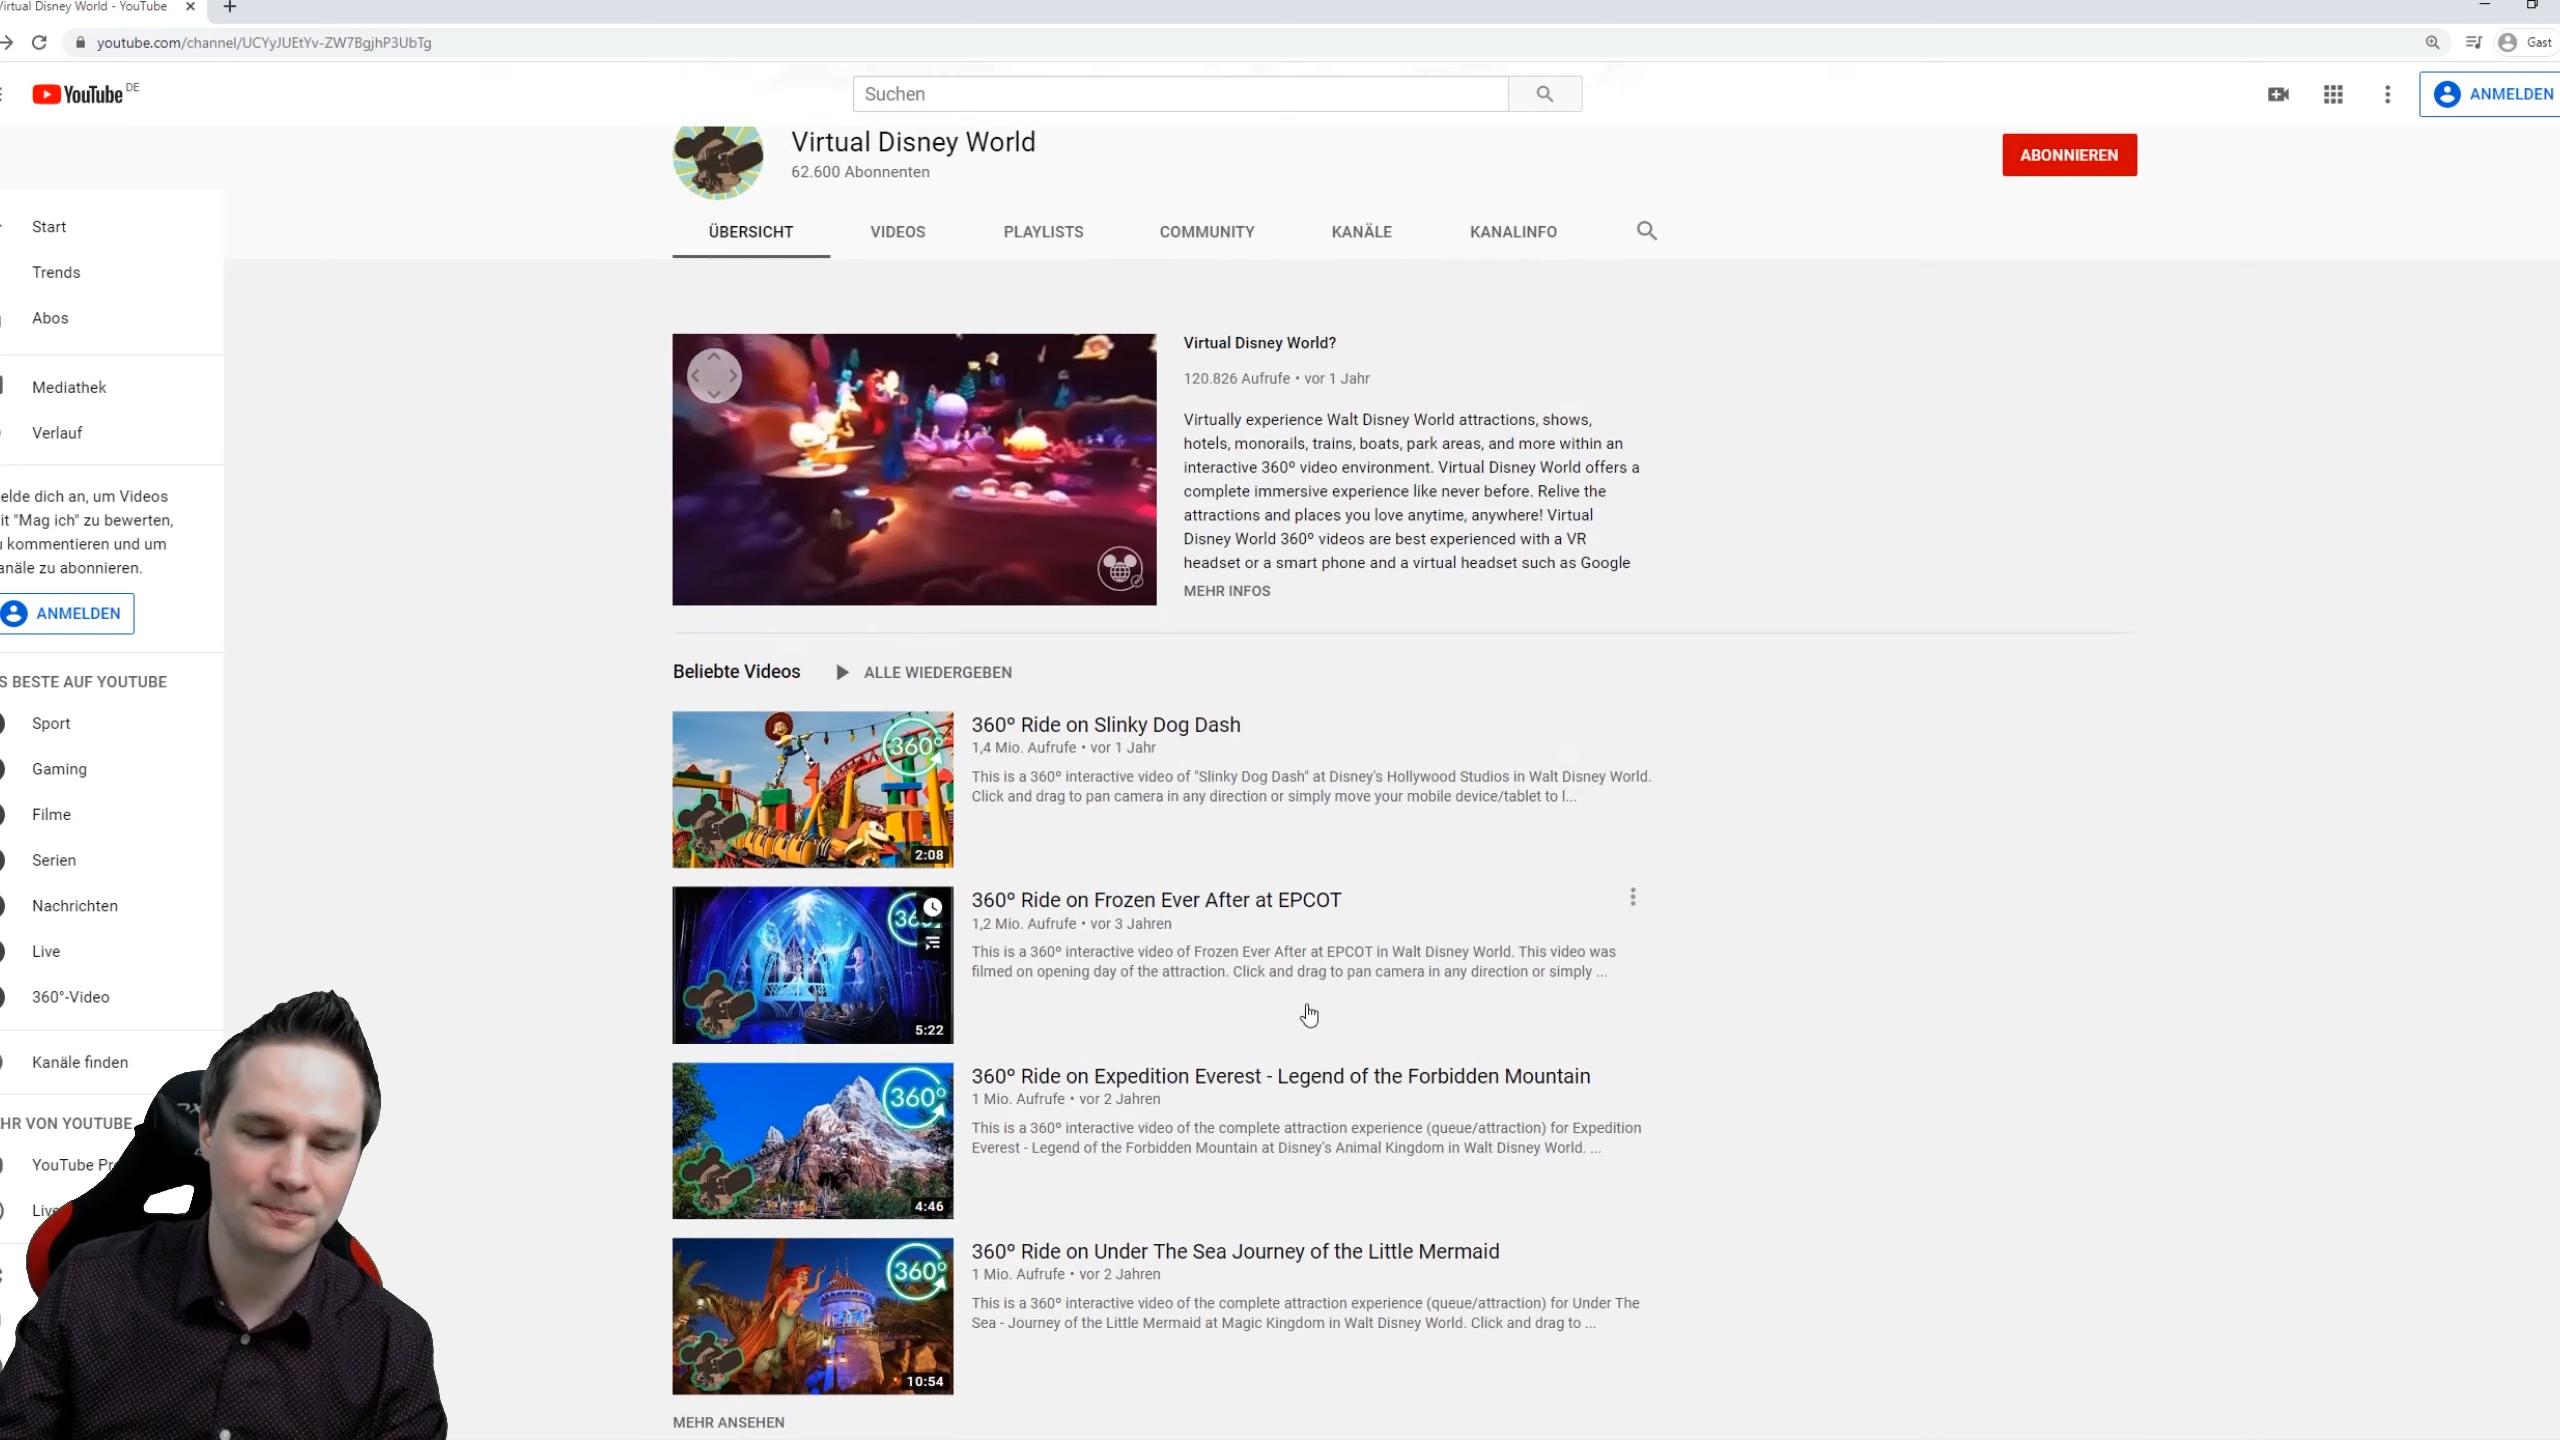 Virtual Disney World - YouTube
youtube.com/channel/UCYyJUEtYv-ZW7BgjhP3UbTg
Gast
YouTube DE
Suchen
ANMELDEN
Virtual Disney World
62.600 Abonnenten
ABONNIEREN
ÜBERSICHT VIDEOS PLAYLISTS COMMUNITY KANÄLE KANALINFO
Start
Trends
Abos
Mediathek
Verlauf
elde dich an, um Videos
it "Mag ich" zu bewerten,
u kommentieren und um
anäle zu abonnieren.
ANMELDEN
S BESTE AUF YOUTUBE
Sport
Gaming
Filme
Serien
Nachrichten
Live
360°-Video
Kanäle finden
HR VON YOUTUBE
YouTube Pr
Live
Virtual Disney World?
120.826 Aufrufe • vor 1 Jahr
Virtually experience Walt Disney World attractions, shows,
hotels, monorails, trains, boats, park areas, and more within an
interactive 360º video environment. Virtual Disney World offers a
complete immersive experience like never before. Relive the
attractions and places you love anytime, anywhere! Virtual
Disney World 360º videos are best experienced with a VR
headset or a smart phone and a virtual headset such as Google
MEHR INFOS
Beliebte Videos ALLE WIEDERGEBEN
360°
2:08
360º Ride on Slinky Dog Dash
1,4 Mio. Aufrufe • vor 1 Jahr
This is a 360º interactive video of "Slinky Dog Dash" at Disney's Hollywood Studios in Walt Disney World.
Click and drag to pan camera in any direction or simply move your mobile device/tablet to l...
36
5:22
360º Ride on Frozen Ever After at EPCOT
1,2 Mio. Aufrufe • vor 3 Jahren
This is a 360º interactive video of Frozen Ever After at EPCOT in Walt Disney World. This video was
filmed on opening day of the attraction. Click and drag to pan camera in any direction or simply ...
360°
4:46
360º Ride on Expedition Everest - Legend of the Forbidden Mountain
1 Mio. Aufrufe • vor 2 Jahren
This is a 360º interactive video of the complete attraction experience (queue/attraction) for Expedition
Everest - Legend of the Forbidden Mountain at Disney's Animal Kingdom in Walt Disney World. ...
360°
10:54
360º Ride on Under The Sea Journey of the Little Mermaid
1 Mio. Aufrufe • vor 2 Jahren
This is a 360º interactive video of the complete attraction experience (queue/attraction) for Under The
Sea - Journey of the Little Mermaid at Magic Kingdom in Walt Disney World. Click and drag to ...
MEHR ANSEHEN